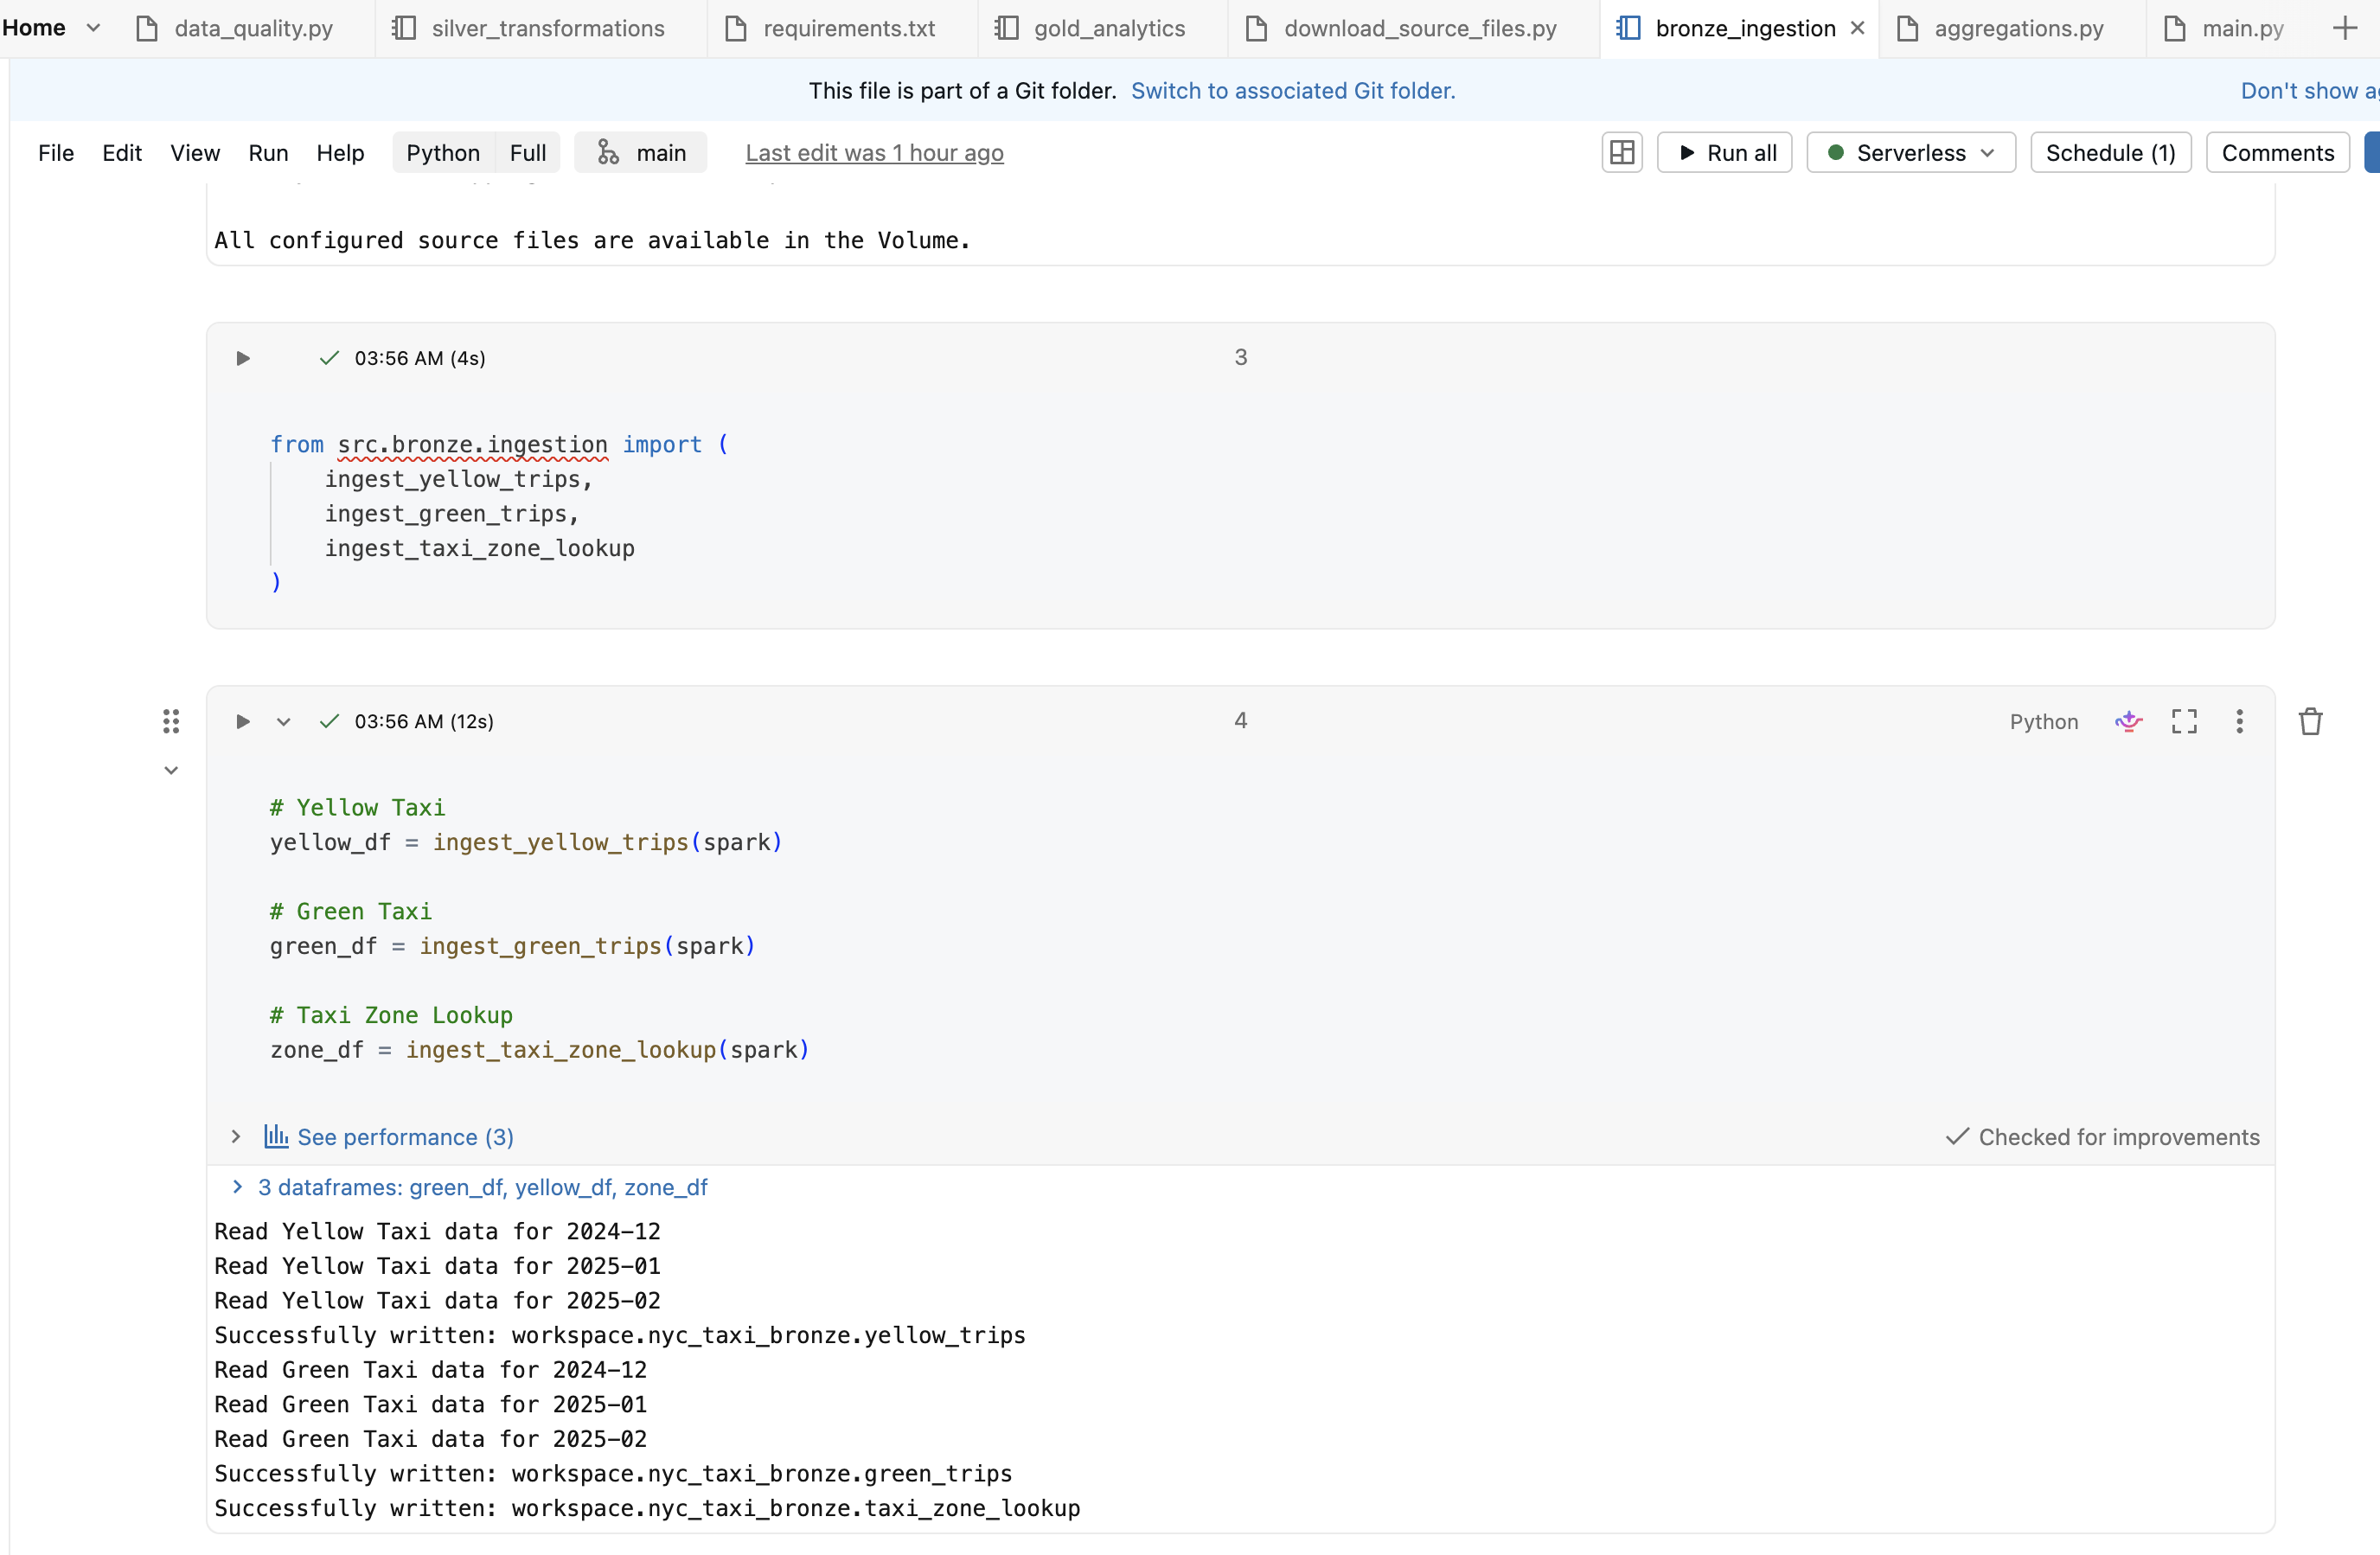 Home data_quality.py silver_transformations requirements.txt gold_analytics download_source_files.py bronze_ingestion aggregations.py main.py
This file is part of a Git folder. Switch to associated Git folder. Don't show
File Edit View Run Help Python Full main Last edit was 1 hour ago Run all Serverless Schedule (1) Comments
All configured source files are available in the Volume.
03:56 AM (4s) 3
from src.bronze.ingestion import (
ingest_yellow_trips,
ingest_green_trips,
ingest_taxi_zone_lookup
)
03:56 AM (12s) 4 Python
# Yellow Taxi
yellow_df = ingest_yellow_trips(spark)
# Green Taxi
green_df = ingest_green_trips(spark)
# Taxi Zone Lookup
zone_df = ingest_taxi_zone_lookup(spark)
See performance (3) Checked for improvements
3 dataframes: green_df, yellow_df, zone_df
Read Yellow Taxi data for 2024-12
Read Yellow Taxi data for 2025-01
Read Yellow Taxi data for 2025-02
Successfully written: workspace.nyc_taxi_bronze.yellow_trips
Read Green Taxi data for 2024-12
Read Green Taxi data for 2025-01
Read Green Taxi data for 2025-02
Successfully written: workspace.nyc_taxi_bronze.green_trips
Successfully written: workspace.nyc_taxi_bronze.taxi_zone_lookup